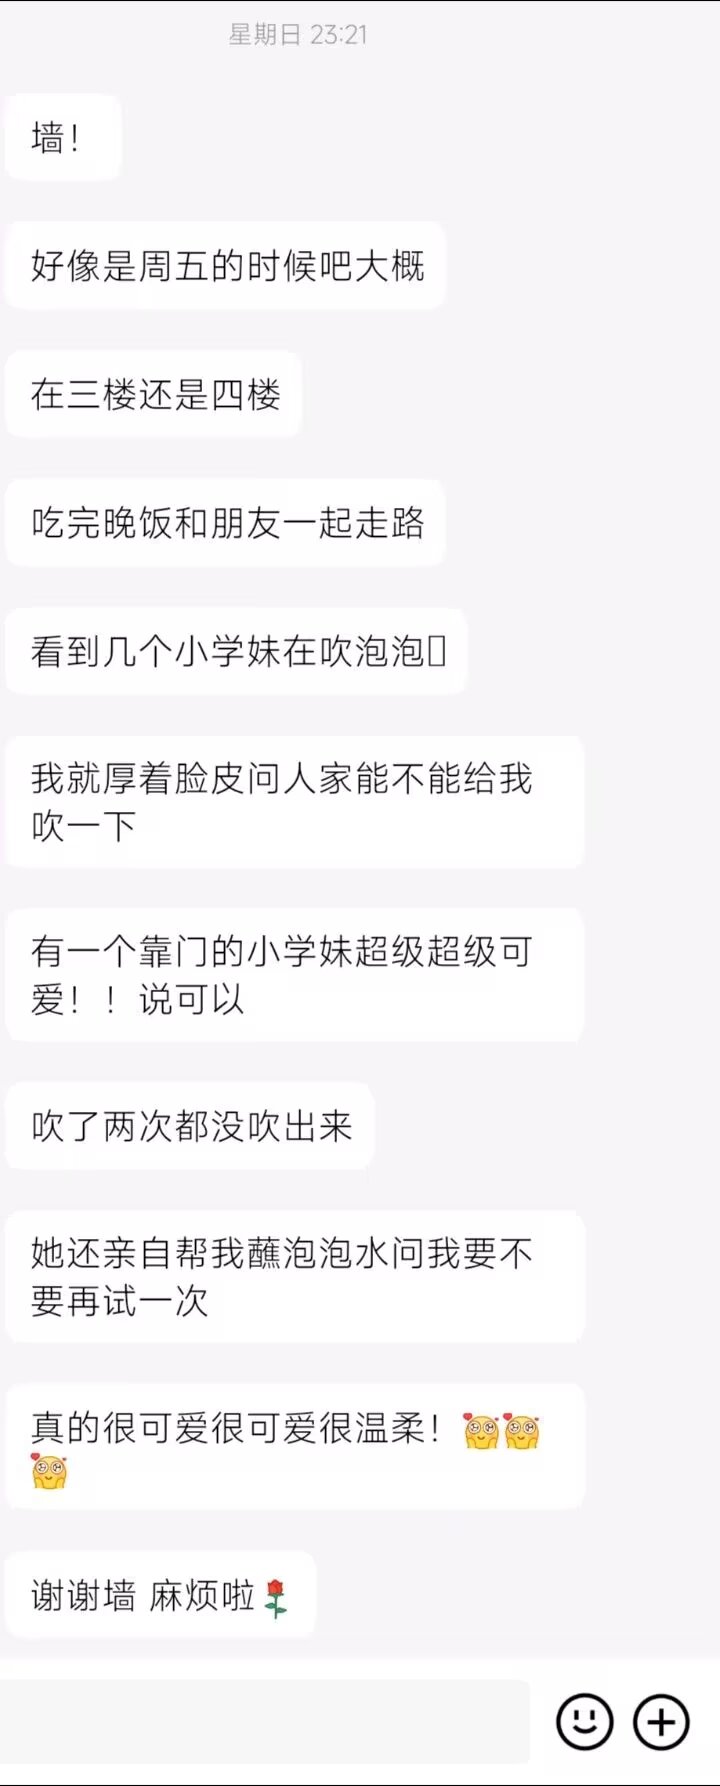 星期日 23:21
墙！
好像是周五的时候吧大概
在三楼还是四楼
吃完晚饭和朋友一起走路
看到几个小学妹在吹泡泡
我就厚着脸皮问人家能不能给我
吹一下
有一个靠门的小学妹超级超级可
爱！！说可以
吹了两次都没吹出来
她还亲自帮我蘸泡泡水问我要不
要再试一次
真的很可爱很可爱很温柔！
谢谢墙 麻烦啦